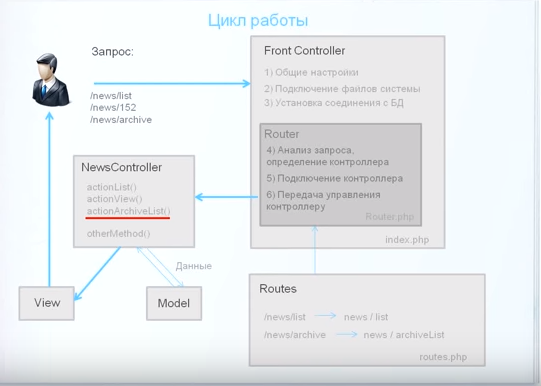 Цикл работы
Запрос:
/news/list
/news/152
/news/archive
Front Controller
1) Общие настройки
2) Подключение файлов системы
3) Установка соединения с БД
Router
4) Анализ запроса,
определение контроллера
5) Подключение контроллера
6) Передача управления
контроллеру
Router.php
index.php
NewsController
actionList()
actionView()
actionArchiveList()
otherMethod()
Данные
View
Model
Routes
/news/list news / list
/news/archive news / archiveList
routes.php